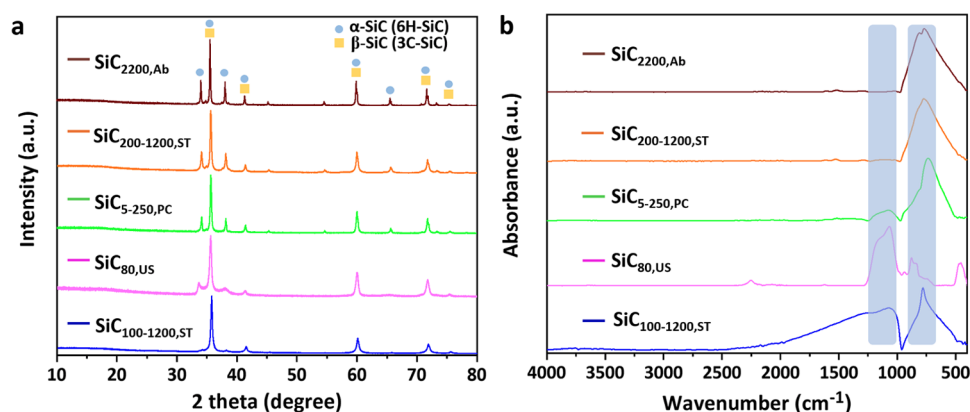 a
α-SiC (6H-SiC)
β-SiC (3C-SiC)
SiC2200,Ab
SiC200-1200,ST
SiC5-250,PC
SiC80,US
SiC100-1200,ST
Intensity (a.u.)
10 20 30 40 50 60 70 80
2 theta (degree)
b
SiC2200,Ab
SiC200-1200,ST
SiC5-250,PC
SiC80,US
SiC100-1200,ST
Absorbance (a.u.)
4000 3500 3000 2500 2000 1500 1000 500
Wavenumber (cm-1)